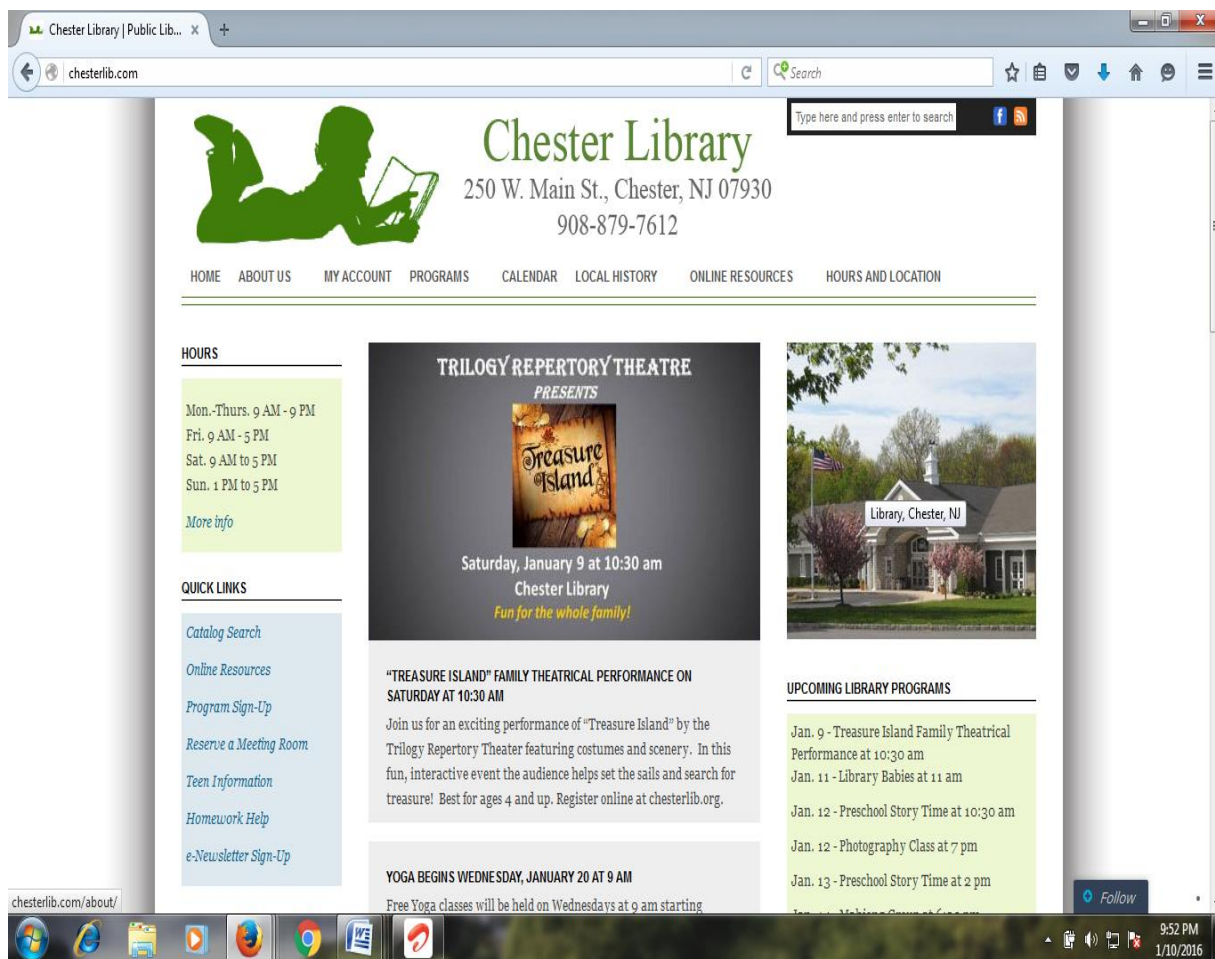 Chester Library | Public Lib...
chesterlib.com
Search
Type here and press enter to search
Chester Library
250 W. Main St., Chester, NJ 07930
908-879-7612
HOME ABOUT US MY ACCOUNT PROGRAMS CALENDAR LOCAL HISTORY ONLINE RESOURCES HOURS AND LOCATION
HOURS
Mon.-Thurs. 9 AM - 9 PM
Fri. 9 AM - 5 PM
Sat. 9 AM to 5 PM
Sun. 1 PM to 5 PM
More info
QUICK LINKS
Catalog Search
Online Resources
Program Sign-Up
Reserve a Meeting Room
Teen Information
Homework Help
e-Newsletter Sign-Up
TRILOGY REPERTORY THEATRE
PRESENTS
Treasure
Island
Saturday, January 9 at 10:30 am
Chester Library
Fun for the whole family!
“TREASURE ISLAND” FAMILY THEATRICAL PERFORMANCE ON
SATURDAY AT 10:30 AM
Join us for an exciting performance of “Treasure Island” by the
Trilogy Repertory Theater featuring costumes and scenery. In this
fun, interactive event the audience helps set the sails and search for
treasure! Best for ages 4 and up. Register online at chesterlib.org.
YOGA BEGINS WEDNESDAY, JANUARY 20 AT 9 AM
Free Yoga classes will be held on Wednesdays at 9 am starting
Library, Chester, NJ
UPCOMING LIBRARY PROGRAMS
Jan. 9 - Treasure Island Family Theatrical
Performance at 10:30 am
Jan. 11 - Library Babies at 11 am
Jan. 12 - Preschool Story Time at 10:30 am
Jan. 12 - Photography Class at 7 pm
Jan. 13 - Preschool Story Time at 2 pm
Follow
chesterlib.com/about/
9:52 PM
1/10/2016